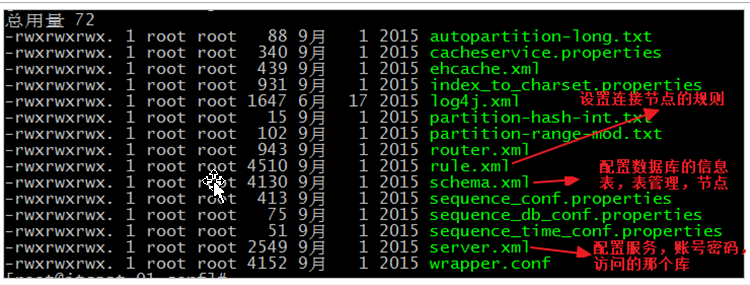 总用量 72
-rwxrwxrwx. 1 root root   88 9月   1 2015 autopartition-long.txt
-rwxrwxrwx. 1 root root  340 9月   1 2015 cacheservice.properties
-rwxrwxrwx. 1 root root  439 9月   1 2015 ehcache.xml
-rwxrwxrwx. 1 root root  931 9月   1 2015 index_to_charset.properties
-rwxrwxrwx. 1 root root 1647 6月  17 2015 log4j.xml
设置连接节点的规则
-rwxrwxrwx. 1 root root   15 9月   1 2015 partition-hash-int.txt
-rwxrwxrwx. 1 root root  102 9月   1 2015 partition-range-mod.txt
-rwxrwxrwx. 1 root root  943 9月   1 2015 router.xml
-rwxrwxrwx. 1 root root 4510 9月   1 2015 rule.xml
配置数据库的信息
-rwxrwxrwx. 1 root root 4130 9月   1 2015 schema.xml
表，表管理，节点
-rwxrwxrwx. 1 root root  413 9月   1 2015 sequence_conf.properties
-rwxrwxrwx. 1 root root   75 9月   1 2015 sequence_db_conf.properties
-rwxrwxrwx. 1 root root   51 9月   1 2015 sequence_time_conf.properties
-rwxrwxrwx. 1 root root 2549 9月   1 2015 server.xml
配置服务，账号密码，
访问的那个库
-rwxrwxrwx. 1 root root 4152 9月   1 2015 wrapper.conf